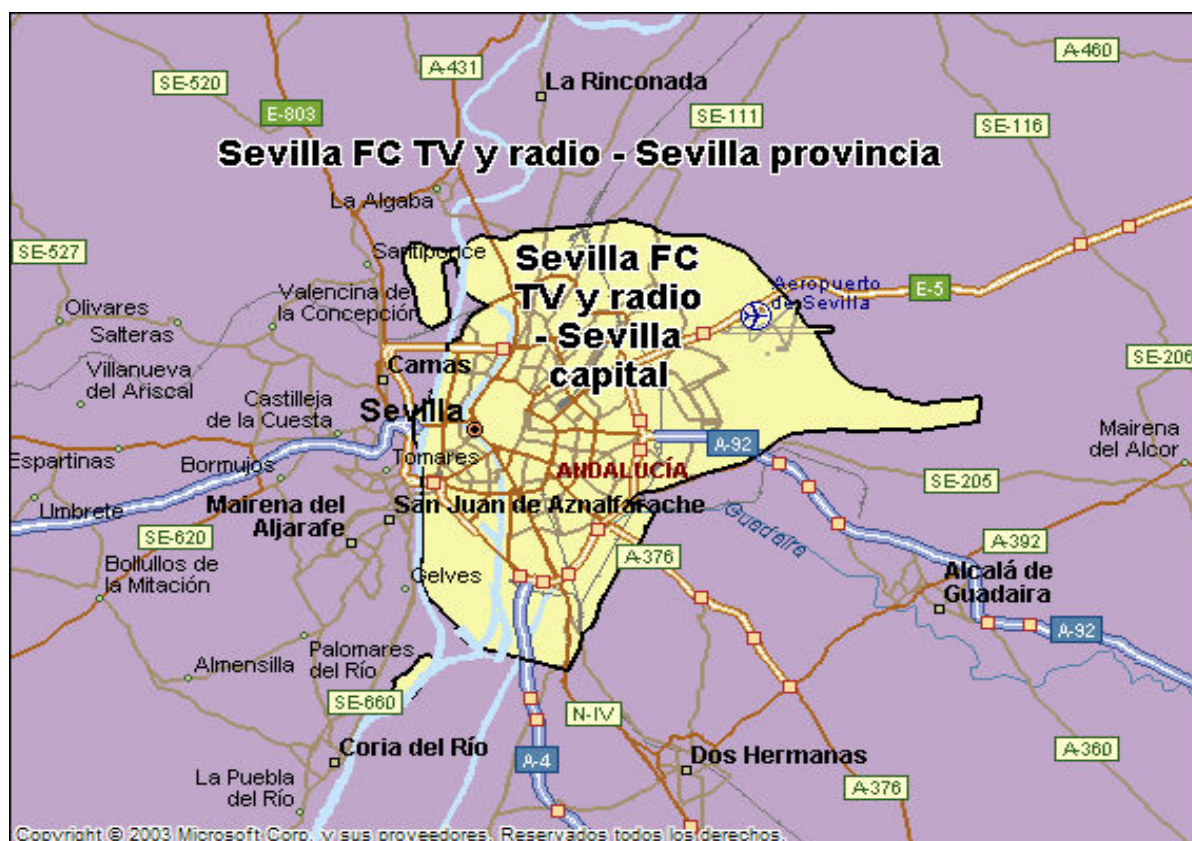 A-460
A-431
SE-520
La Rinconada
E-803
SE-111
SE-116
Sevilla FC TV y radio - Sevilla provincia
La Algaba
SE-527
Santiponce
Sevilla FC
TV y radio
- Sevilla
capital
Aeropuerto
de Sevilla
E-5
Valencina de
la Concepción
Olivares
Salteras
SE-206
Villanueva
del Ariscal
Camas
Castilleja
de la Cuesta
Sevilla
Mairena
del Alcor
A-92
Espartinas
Bormujos
Tomares
ANDALUCÍA
SE-205
Umbrete
Mairena del
Aljarafe
San Juan de Aznalfarache
Guadaira
SE-620
A-392
Bollullos de
la Mitación
Gelves
A-376
Alcalá de
Guadaira
A-92
Palomares
del Río
Almensilla
SE-660
N-IV
Coria del Río
A-4
Dos Hermanas
A-360
La Puebla
del Río
A-376
Copyright © 2003 Microsoft Corp. y sus proveedores. Reservados todos los derechos.